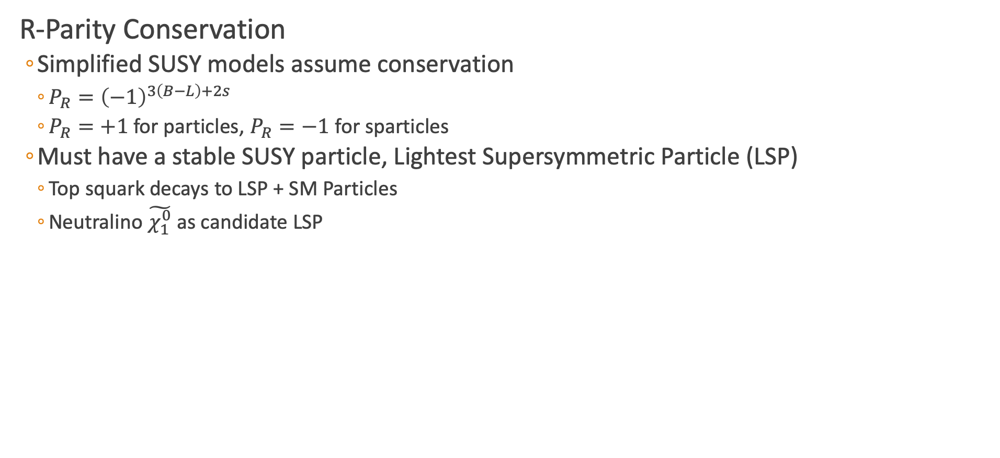 R-Parity Conservation
◦ Simplified SUSY models assume conservation
◦ $P_R = (-1)^{3(B-L)+2s}$
◦ $P_R = +1$ for particles, $P_R = -1$ for sparticles
◦ Must have a stable SUSY particle, Lightest Supersymmetric Particle (LSP)
◦ Top squark decays to LSP + SM Particles
◦ Neutralino $\widetilde{\chi_1^0}$ as candidate LSP